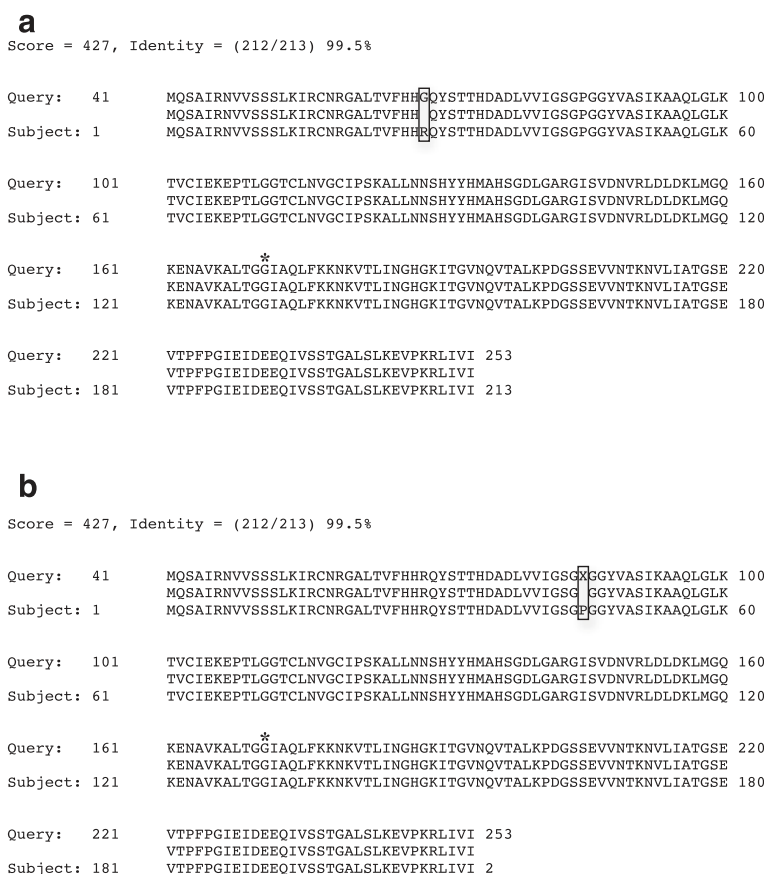 a
Score = 427, Identity = (212/213) 99.5%
Query: 41 MQSAIRNVVSSSLKIRCNRGALTVFHHGQYSTTHDADLVVIGSGPGGYVASIKAAQLGLK 100
MQSAIRNVVSSSLKIRCNRGALTVFHH QYSTTHDADLVVIGSGPGGYVASIKAAQLGLK
Subject: 1 MQSAIRNVVSSSLKIRCNRGALTVFHHRQYSTTHDADLVVIGSGPGGYVASIKAAQLGLK 60
Query: 101 TVCIEKEPTLGGTCLNVGCIPSKALLNNSHYYHMAHSGDLGARGISVDNVRLDLDKLMGQ 160
TVCIEKEPTLGGTCLNVGCIPSKALLNNSHYYHMAHSGDLGARGISVDNVRLDLDKLMGQ
Subject: 61 TVCIEKEPTLGGTCLNVGCIPSKALLNNSHYYHMAHSGDLGARGISVDNVRLDLDKLMGQ 120
*
Query: 161 KENAVKALTGGIAQLFKKNKVTLINGHGKITGVNQVTALKPDGSSEVVNTKNVLIATGSE 220
KENAVKALTGGIAQLFKKNKVTLINGHGKITGVNQVTALKPDGSSEVVNTKNVLIATGSE
Subject: 121 KENAVKALTGGIAQLFKKNKVTLINGHGKITGVNQVTALKPDGSSEVVNTKNVLIATGSE 180
Query: 221 VTPFPGIEIDEEQIVSSTGALSLKEVPKRLIVI 253
VTPFPGIEIDEEQIVSSTGALSLKEVPKRLIVI
Subject: 181 VTPFPGIEIDEEQIVSSTGALSLKEVPKRLIVI 213
b
Score = 427, Identity = (212/213) 99.5%
Query: 41 MQSAIRNVVSSSLKIRCNRGALTVFHHRQYSTTHDADLVVIGSGXGGYVASIKAAQLGLK 100
MQSAIRNVVSSSLKIRCNRGALTVFHHRQYSTTHDADLVVIGSG GGYVASIKAAQLGLK
Subject: 1 MQSAIRNVVSSSLKIRCNRGALTVFHHRQYSTTHDADLVVIGSGPGGYVASIKAAQLGLK 60
Query: 101 TVCIEKEPTLGGTCLNVGCIPSKALLNNSHYYHMAHSGDLGARGISVDNVRLDLDKLMGQ 160
TVCIEKEPTLGGTCLNVGCIPSKALLNNSHYYHMAHSGDLGARGISVDNVRLDLDKLMGQ
Subject: 61 TVCIEKEPTLGGTCLNVGCIPSKALLNNSHYYHMAHSGDLGARGISVDNVRLDLDKLMGQ 120
*
Query: 161 KENAVKALTGGIAQLFKKNKVTLINGHGKITGVNQVTALKPDGSSEVVNTKNVLIATGSE 220
KENAVKALTGGIAQLFKKNKVTLINGHGKITGVNQVTALKPDGSSEVVNTKNVLIATGSE
Subject: 121 KENAVKALTGGIAQLFKKNKVTLINGHGKITGVNQVTALKPDGSSEVVNTKNVLIATGSE 180
Query: 221 VTPFPGIEIDEEQIVSSTGALSLKEVPKRLIVI 253
VTPFPGIEIDEEQIVSSTGALSLKEVPKRLIVI
Subject: 181 VTPFPGIEIDEEQIVSSTGALSLKEVPKRLIVI 2